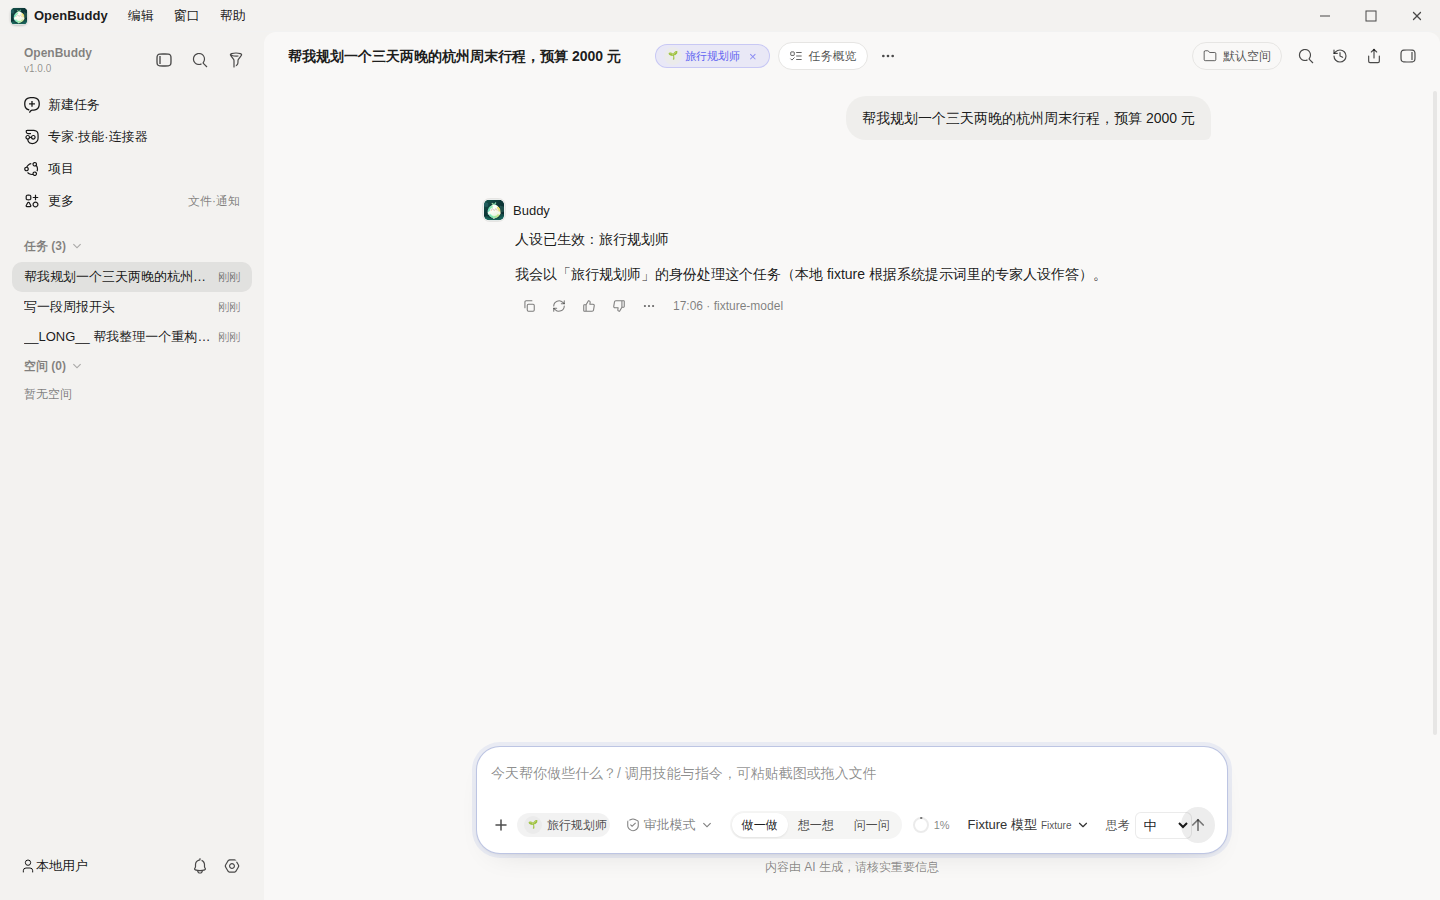 OpenBuddy 编辑 窗口 帮助
OpenBuddy
v1.0.0
新建任务
专家·技能·连接器
项目
更多 文件·通知
任务 (3)
帮我规划一个三天两晚的杭州... 刚刚
写一段周报开头 刚刚
__LONG__ 帮我整理一个重构... 刚刚
空间 (0)
暂无空间
本地用户
帮我规划一个三天两晚的杭州周末行程，预算 2000 元 旅行规划师 × 任务概览 默认空间
帮我规划一个三天两晚的杭州周末行程，预算 2000 元
Buddy
人设已生效：旅行规划师
我会以「旅行规划师」的身份处理这个任务（本地 fixture 根据系统提示词里的专家人设作答）。
17:06 · fixture-model
今天帮你做些什么？/ 调用技能与指令，可粘贴截图或拖入文件
旅行规划师 审批模式 做一做 想一想 问一问 1% Fixture 模型 Fixture 思考 中
内容由 AI 生成，请核实重要信息